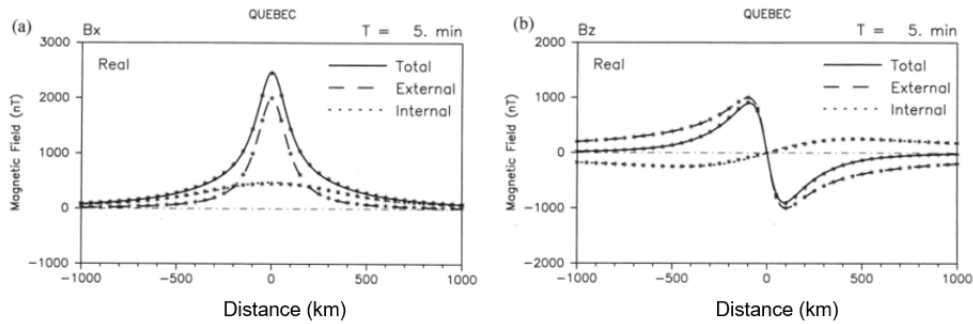 (a)
QUEBEC
Bx
T = 5. min
3000
2000
1000
0
-1000
Magnetic Field (nT)
Real
Total
External
Internal
-1000 -500 0 500 1000
Distance (km)
(b)
QUEBEC
Bz
T = 5. min
2000
1000
0
-1000
-2000
Magnetic Field (nT)
Real
Total
External
Internal
-1000 -500 0 500 1000
Distance (km)